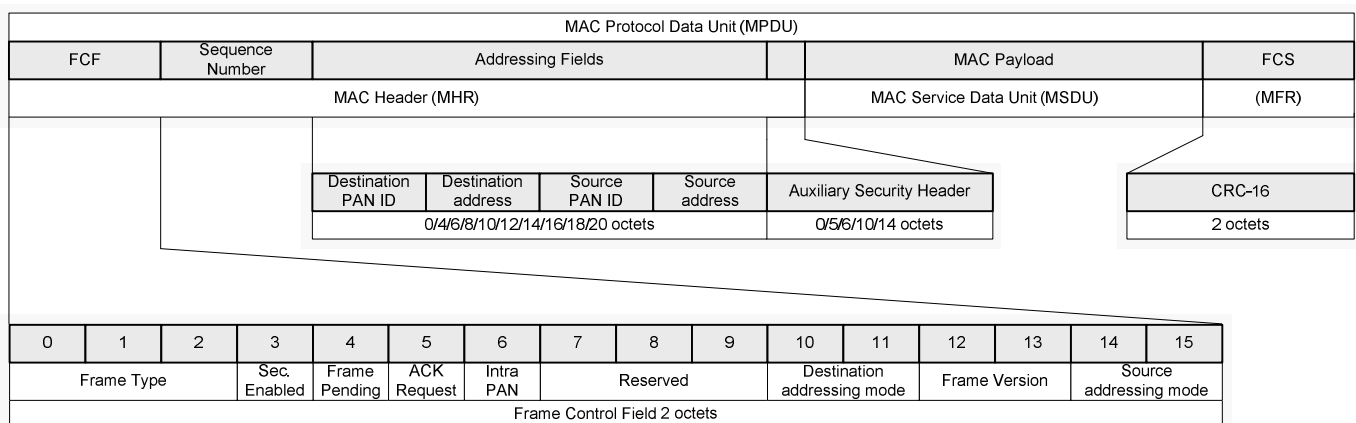 MAC Protocol Data Unit (MPDU)
FCF
Sequence
Number
Addressing Fields
MAC Payload
FCS
MAC Header (MHR)
MAC Service Data Unit (MSDU)
(MFR)
Destination
PAN ID
Destination
address
Source
PAN ID
Source
address
Auxiliary Security Header
CRC-16
0/4/6/8/10/12/14/16/18/20 octets
0/5/6/10/14 octets
2 octets
0 1 2 3 4 5 6 7 8 9 10 11 12 13 14 15
Frame Type
Sec.
Enabled
Frame
Pending
ACK
Request
Intra
PAN
Reserved
Destination
addressing mode
Frame Version
Source
addressing mode
Frame Control Field 2 octets